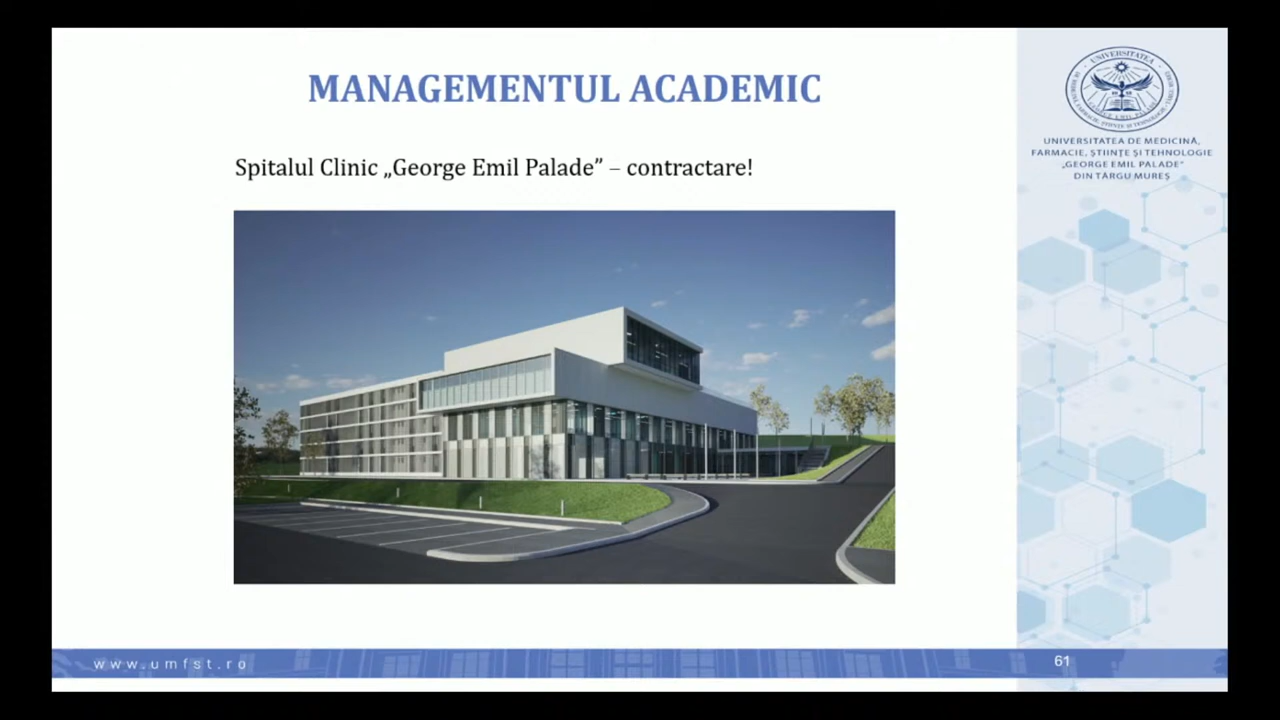 MANAGEMENTUL ACADEMIC
Spitalul Clinic „George Emil Palade” – contractare!
UNIVERSITATEA DE MEDICINĂ,
FARMACIE, ȘTIINȚE ȘI TEHNOLOGIE
„GEORGE EMIL PALADE”
DIN TÂRGU MUREȘ
www.umfst.ro
61